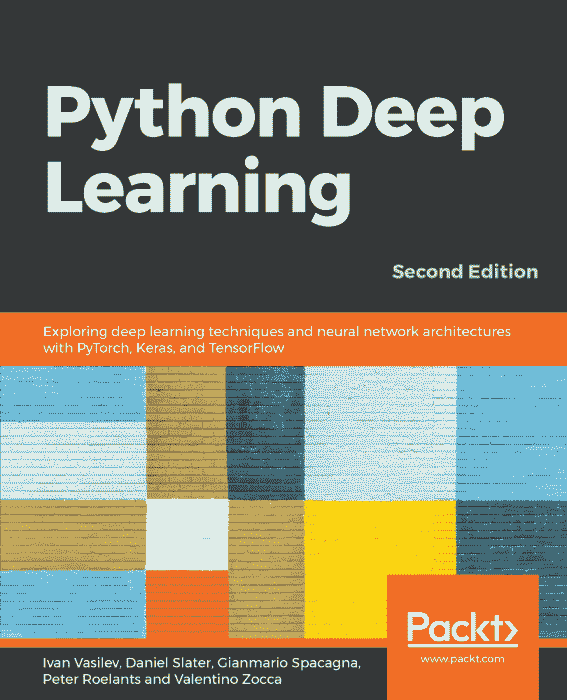 Python Deep
Learning
Second Edition
Exploring deep learning techniques and neural network architectures
with PyTorch, Keras, and TensorFlow
Packt>
www.packt.com
Ivan Vasilev, Daniel Slater, Gianmario Spacagna,
Peter Roelants and Valentino Zocca